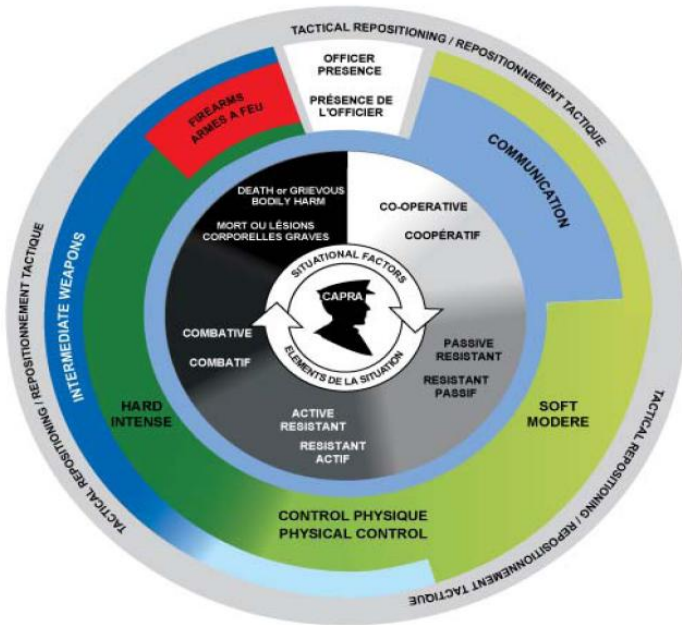 TACTICAL REPOSITIONING / REPOSITIONNEMENT TACTIQUE
OFFICER
PRESENCE
PRÉSENCE DE
L'OFFICIER
FIREARMS
ARMES A FEU
COMMUNICATION
DEATH or GRIEVOUS
BODILY HARM
MORT OU LÉSIONS
CORPORELLES GRAVES
CO-OPERATIVE
COOPÉRATIF
SITUATIONAL FACTORS
CAPRA
ELEMENTS DE LA SITUATION
INTERMEDIATE WEAPONS
TACTICAL REPOSITIONING / REPOSITIONNEMENT TACTIQUE
COMBATIVE
COMBATIF
PASSIVE
RESISTANT
RESISTANT
PASSIF
HARD
INTENSE
ACTIVE
RESISTANT
RESISTANT
ACTIF
SOFT
MODERE
CONTROL PHYSIQUE
PHYSICAL CONTROL
TACTICAL REPOSITIONING / REPOSITIONNEMENT TACTIQUE